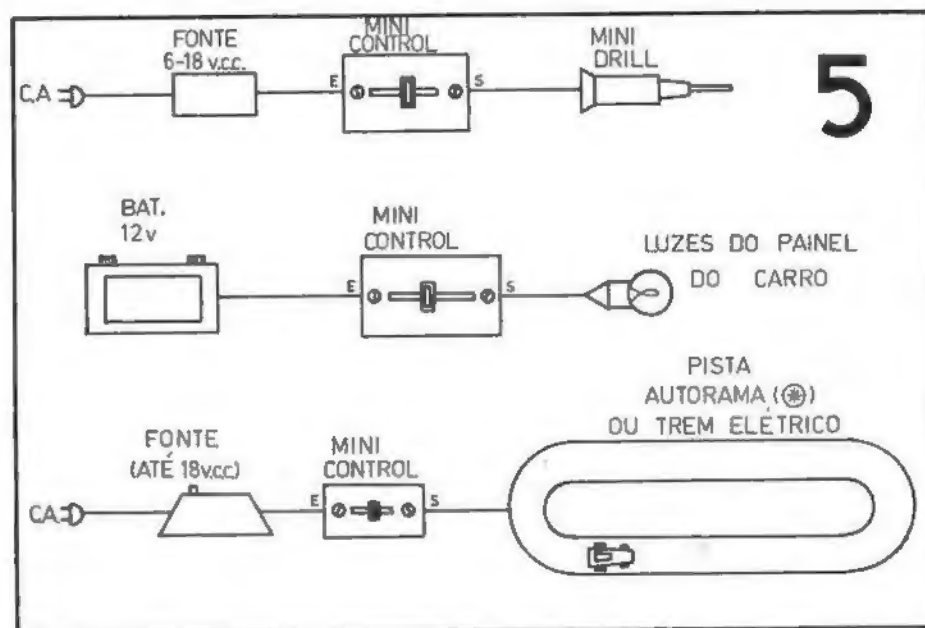 5
FONTE
6-18 v.c.c.
MINI
CONTROL
MINI
DRILL
C.A
E
S
BAT.
12v
MINI
CONTROL
E
S
LUZES DO PAINEL
DO CARRO
PISTA
AUTORAMA (✳)
OU TREM ELÉTRICO
FONTE
(ATÉ 18v.c.c)
MINI
CONTROL
C.A.
E
S